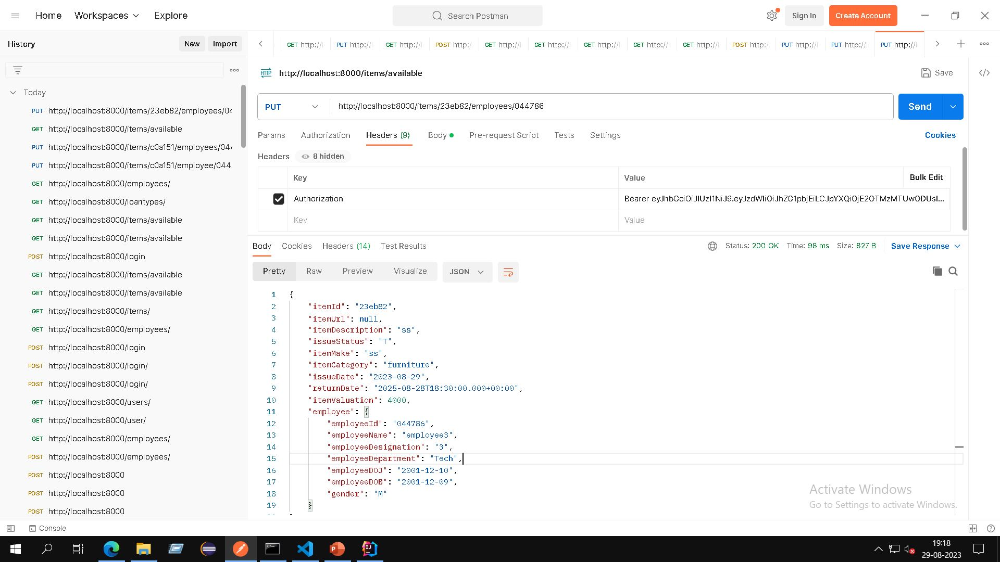 Home Workspaces Explore
Search Postman
Sign In Create Account
History New Import
GET http:// PUT http:// GET http:// POST http:/ GET http:// GET http:// GET http:// GET http:// GET http:// POST http:/ PUT http:// PUT http:// PUT http://
Today
PUT http://localhost:8000/items/23eb82/employees/04
GET http://localhost:8000/items/available
PUT http://localhost:8000/items/c0a151/employees/04
PUT http://localhost:8000/items/c0a151/employee/044
GET http://localhost:8000/employees/
GET http://localhost:8000/loantypes/
GET http://localhost:8000/items/available
GET http://localhost:8000/items/available
POST http://localhost:8000/login
GET http://localhost:8000/items/available
GET http://localhost:8000/items/available
GET http://localhost:8000/items/
GET http://localhost:8000/employees/
POST http://localhost:8000/login
POST http://localhost:8000/login/
POST http://localhost:8000/login/
GET http://localhost:8000/users/
GET http://localhost:8000/user/
GET http://localhost:8000/employees/
POST http://localhost:8000/employees/
POST http://localhost:8000
POST http://localhost:8000
POST http://localhost:8000
HTTP http://localhost:8000/items/available
Save
PUT http://localhost:8000/items/23eb82/employees/044786 Send
Params Authorization Headers (9) Body Pre-request Script Tests Settings Cookies
Headers 8 hidden
Key Value Bulk Edit
Authorization Bearer eyJhbGciOiJIUzI1NiJ9.eyJzdWIiOiJhZG1pbjEiLCJpYXQiOjE2OTMzMTUwODUsI...
Key Value
Body Cookies Headers (14) Test Results Status: 200 OK Time: 98 ms Size: 827 B Save Response
Pretty Raw Preview Visualize JSON
1 {
2 "itemId": "23eb82",
3 "itemUrl": null,
4 "itemDescription": "ss",
5 "issueStatus": "T",
6 "itemMake": "ss",
7 "itemCategory": "furniture",
8 "issueDate": "2023-08-29",
9 "returnDate": "2025-08-28T18:30:00.000+00:00",
10 "itemValuation": 4000,
11 "employee": {
12 "employeeId": "044786",
13 "employeeName": "employee3",
14 "employeeDesignation": "3",
15 "employeeDepartment": "Tech",
16 "employeeDOJ": "2001-12-10",
17 "employeeDOB": "2001-12-09",
18 "gender": "M"
19 }
Activate Windows
Go to Settings to activate Windows.
Console
19:18
29-08-2023